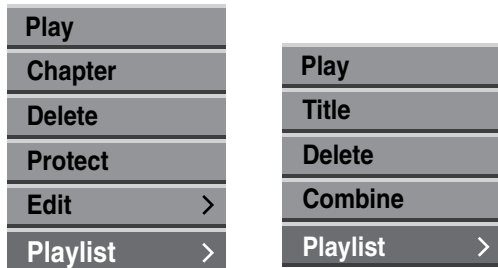 Play
Chapter
Delete
Protect
Edit >
Playlist >
Play
Title
Delete
Combine
Playlist >